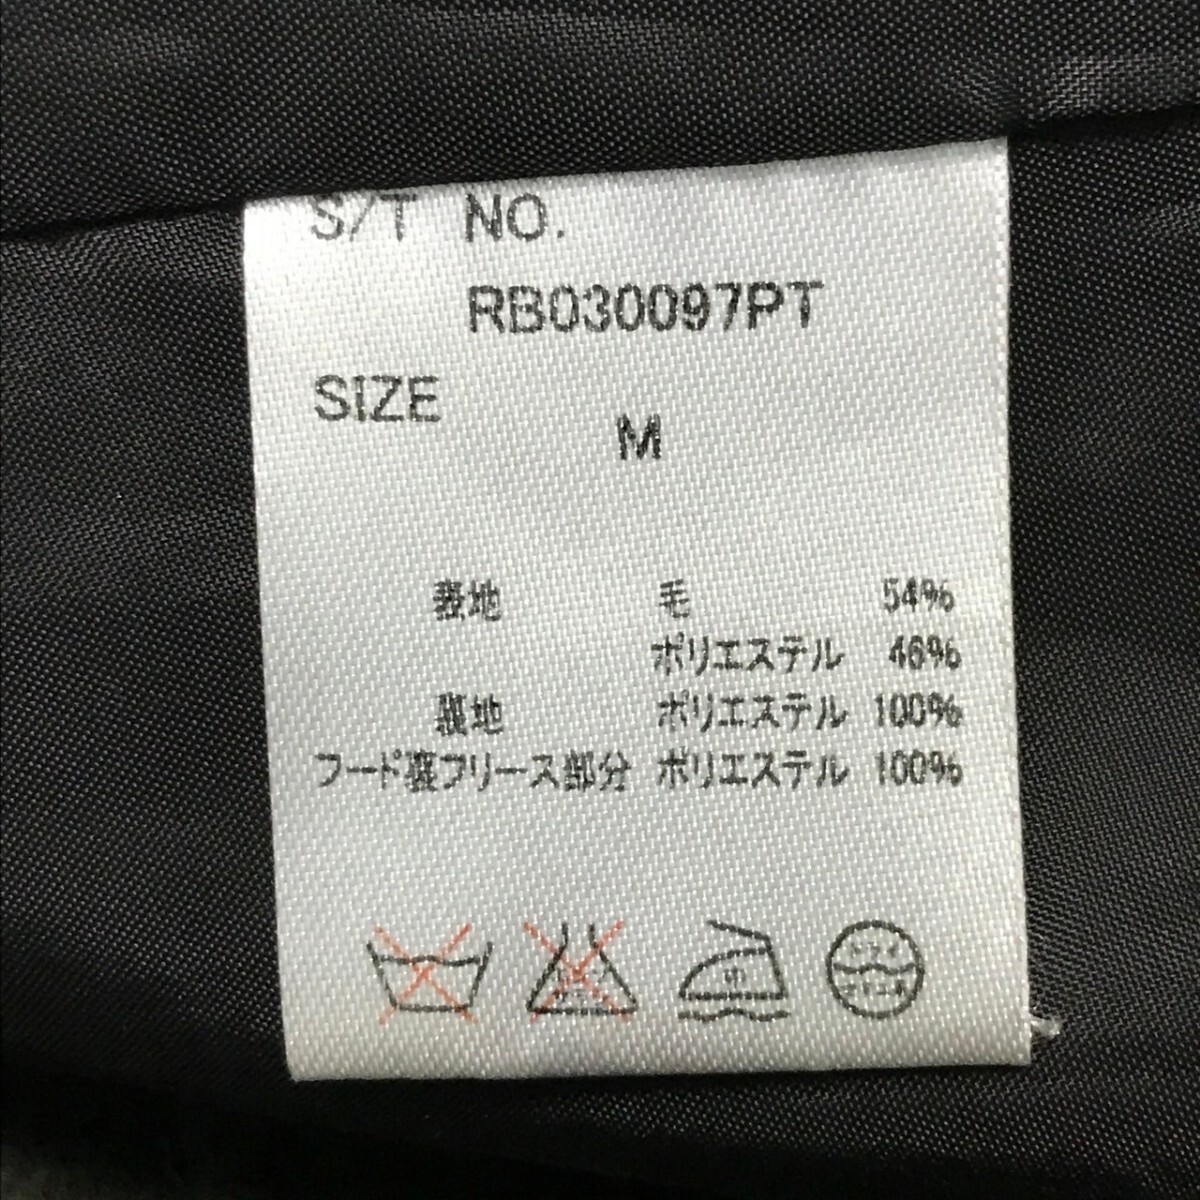 S/T NO.
RB030097PT
SIZE
M
表地 毛 54%
ポリエステル 46%
裏地 ポリエステル 100%
フード裏フリース部分 ポリエステル 100%
中